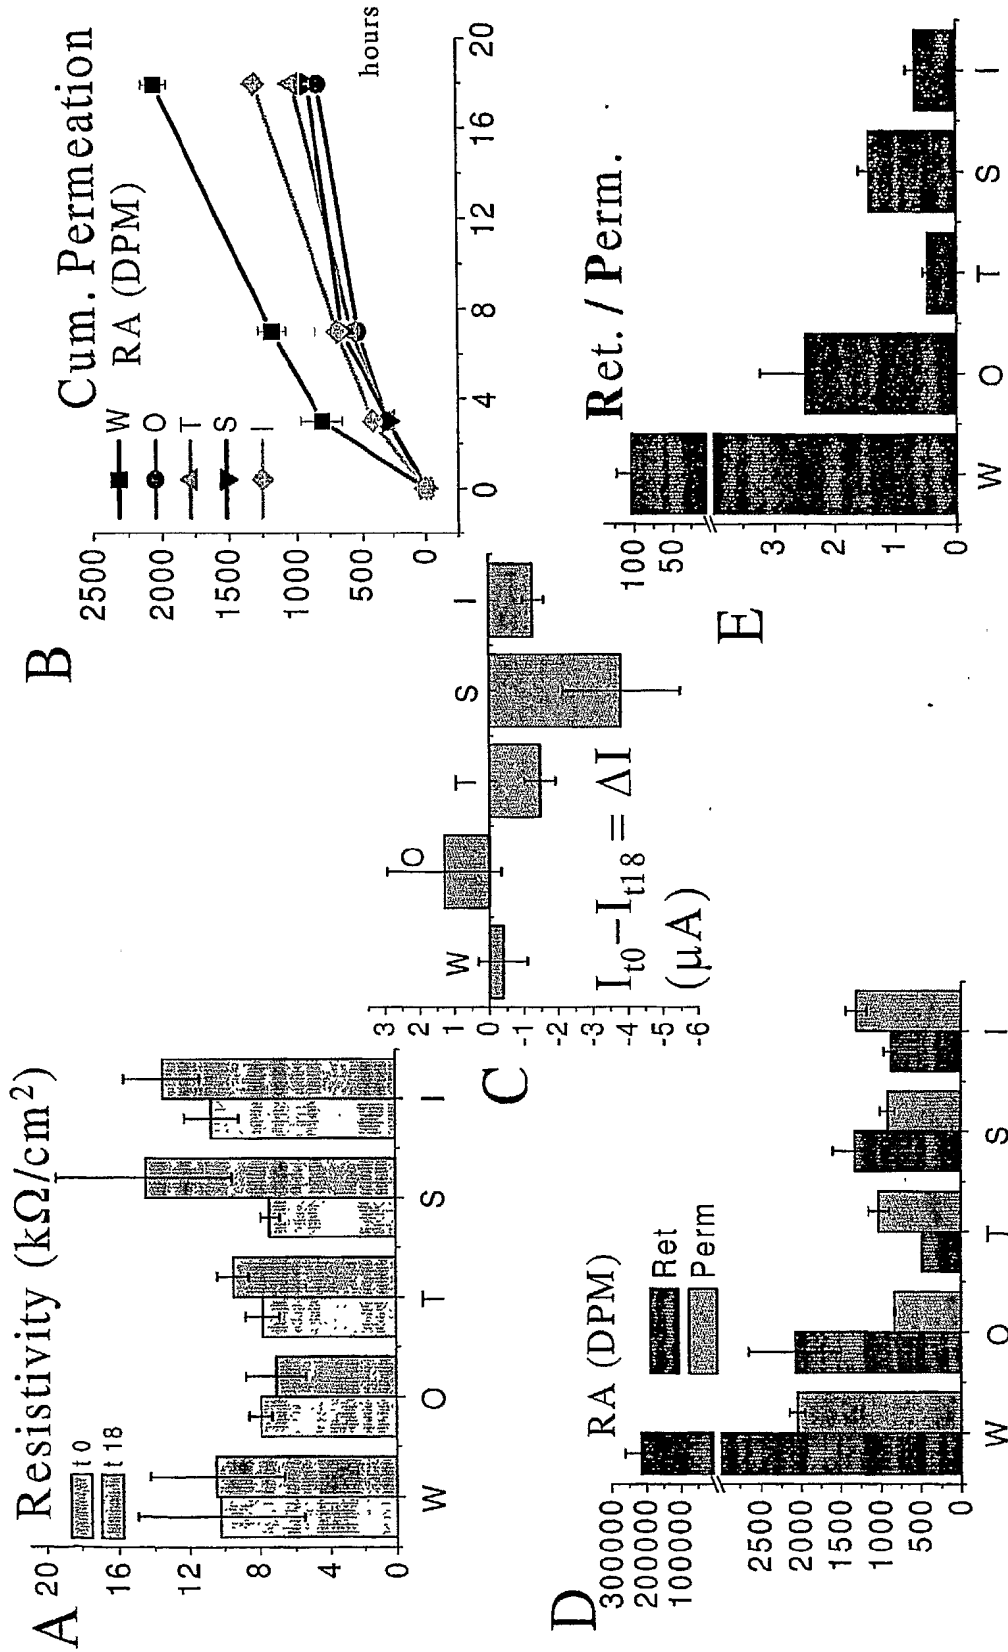 A
Resistivity (kΩ/cm²)
t 0
t 18
20
16
12
8
4
0
W O T S I
B
Cum. Permeation
RA (DPM)
W
O
T
S
I
2500
2000
1500
1000
500
0
0 4 8 12 16 20
hours
C
3
2
1
0
-1
-2
-3
-4
-5
-6
W O T S I
I_t0-I_t18 = ΔI
(μA)
D
RA (DPM)
Ret
Perm
300000
200000
100000
2500
2000
1500
1000
500
0
W O T S I
E
Ret. / Perm.
100
50
3
2
1
0
W O T S I